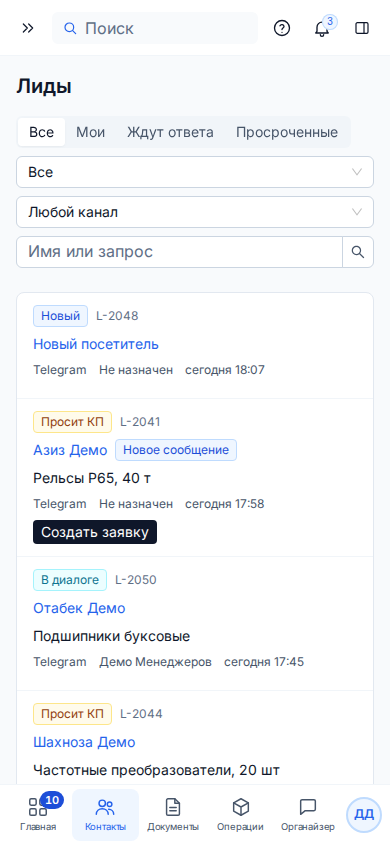 Поиск
3
Лиды
Все Мои Ждут ответа Просроченные
Все
Любой канал
Имя или запрос
Новый L-2048
Новый посетитель
Telegram Не назначен сегодня 18:07
Просит КП L-2041
Азиз Демо Новое сообщение
Рельсы Р65, 40 т
Telegram Не назначен сегодня 17:58
Создать заявку
В диалоге L-2050
Отабек Демо
Подшипники буксовые
Telegram Демо Менеджеров сегодня 17:45
Просит КП L-2044
Шахноза Демо
Частотные преобразователи, 20 шт
10
Главная Контакты Документы Операции Органайзер ДД